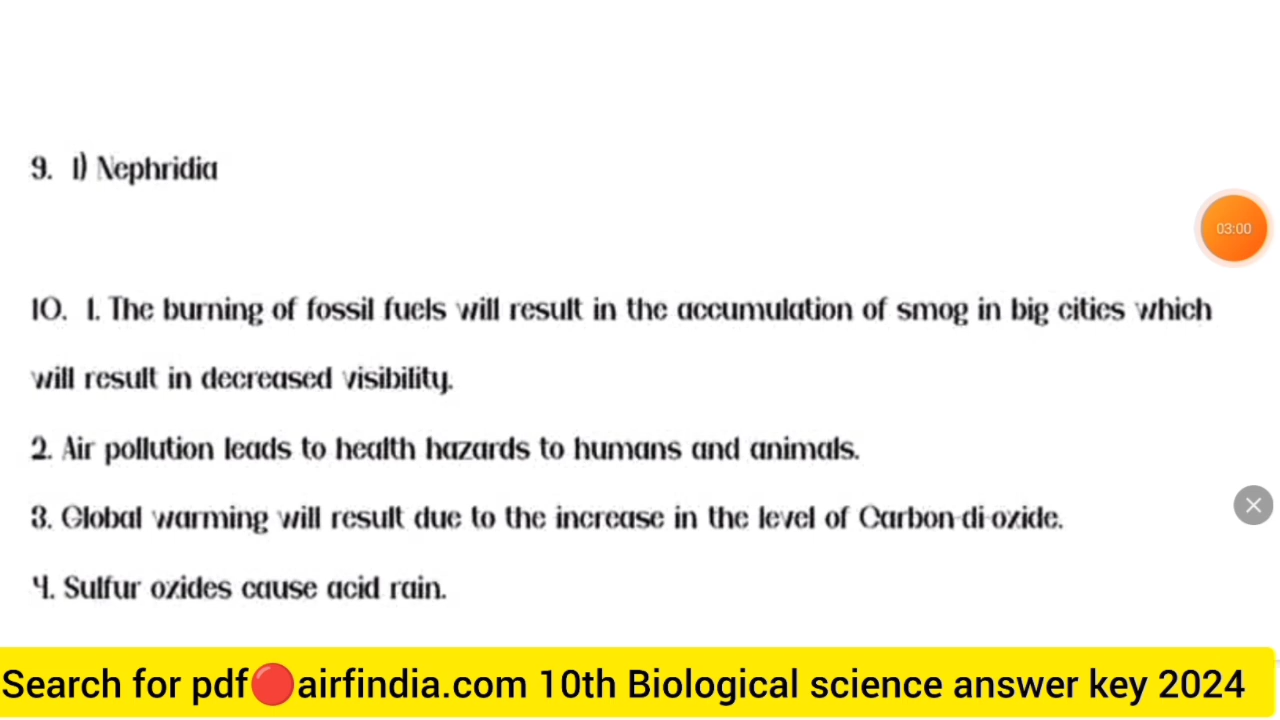 9. 1) Nephridia
03:00
10. 1. The burning of fossil fuels will result in the accumulation of smog in big cities which
will result in decreased visibility.
2. Air pollution leads to health hazards to humans and animals.
3. Global warming will result due to the increase in the level of Carbon-di-oxide.
4. Sulfur oxides cause acid rain.
Search for pdf🔴airfindia.com 10th Biological science answer key 2024